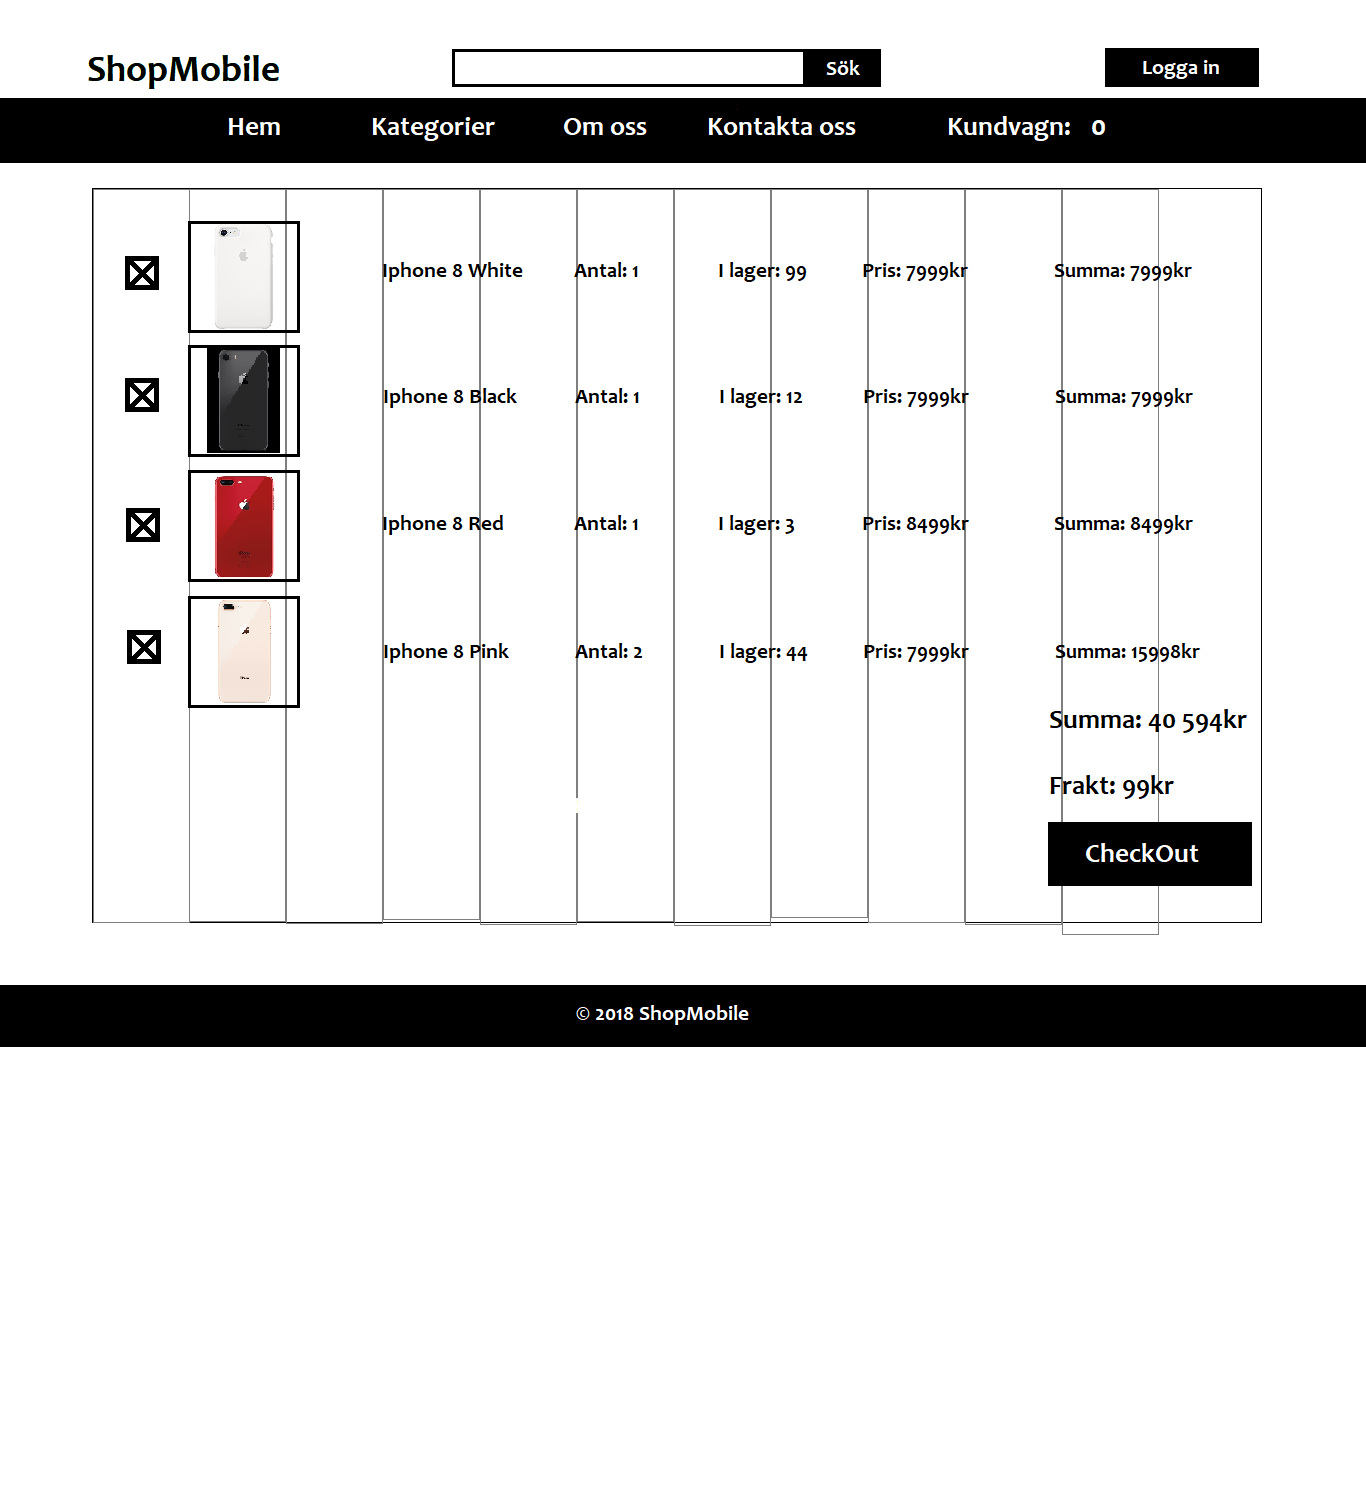 ShopMobile Sök Logga in
Hem Kategorier Om oss Kontakta oss Kundvagn: 0
Iphone 8 White Antal: 1 I lager: 99 Pris: 7999kr Summa: 7999kr
Iphone 8 Black Antal: 1 I lager: 12 Pris: 7999kr Summa: 7999kr
Iphone 8 Red Antal: 1 I lager: 3 Pris: 8499kr Summa: 8499kr
Iphone 8 Pink Antal: 2 I lager: 44 Pris: 7999kr Summa: 15998kr
Summa: 40 594kr
Frakt: 99kr
CheckOut
© 2018 ShopMobile